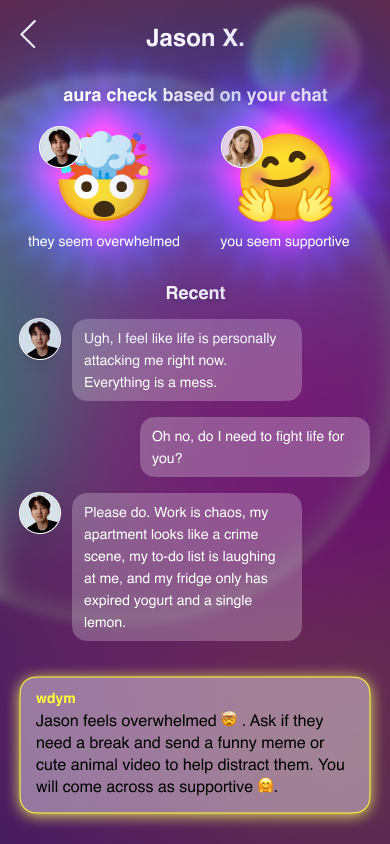 Jason X.
aura check based on your chat
they seem overwhelmed
you seem supportive
Recent
Ugh, I feel like life is personally
attacking me right now.
Everything is a mess.
Oh no, do I need to fight life for
you?
Please do. Work is chaos, my
apartment looks like a crime
scene, my to-do list is laughing
at me, and my fridge only has
expired yogurt and a single
lemon.
wdym
Jason feels overwhelmed 🤯 . Ask if they
need a break and send a funny meme or
cute animal video to help distract them. You
will come across as supportive 🤗.